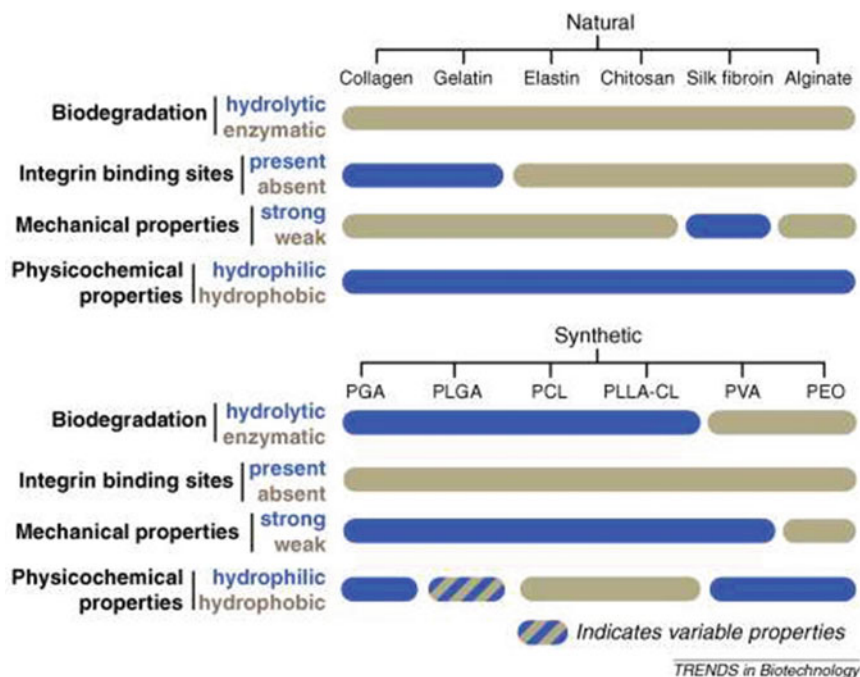 Natural
Collagen Gelatin Elastin Chitosan Silk fibroin Alginate
Biodegradation hydrolytic
enzymatic
Integrin binding sites present
absent
Mechanical properties strong
weak
Physicochemical hydrophilic
properties hydrophobic
Synthetic
PGA PLGA PCL PLLA-CL PVA PEO
Biodegradation hydrolytic
enzymatic
Integrin binding sites present
absent
Mechanical properties strong
weak
Physicochemical hydrophilic
properties hydrophobic
Indicates variable properties
TRENDS in Biotechnology